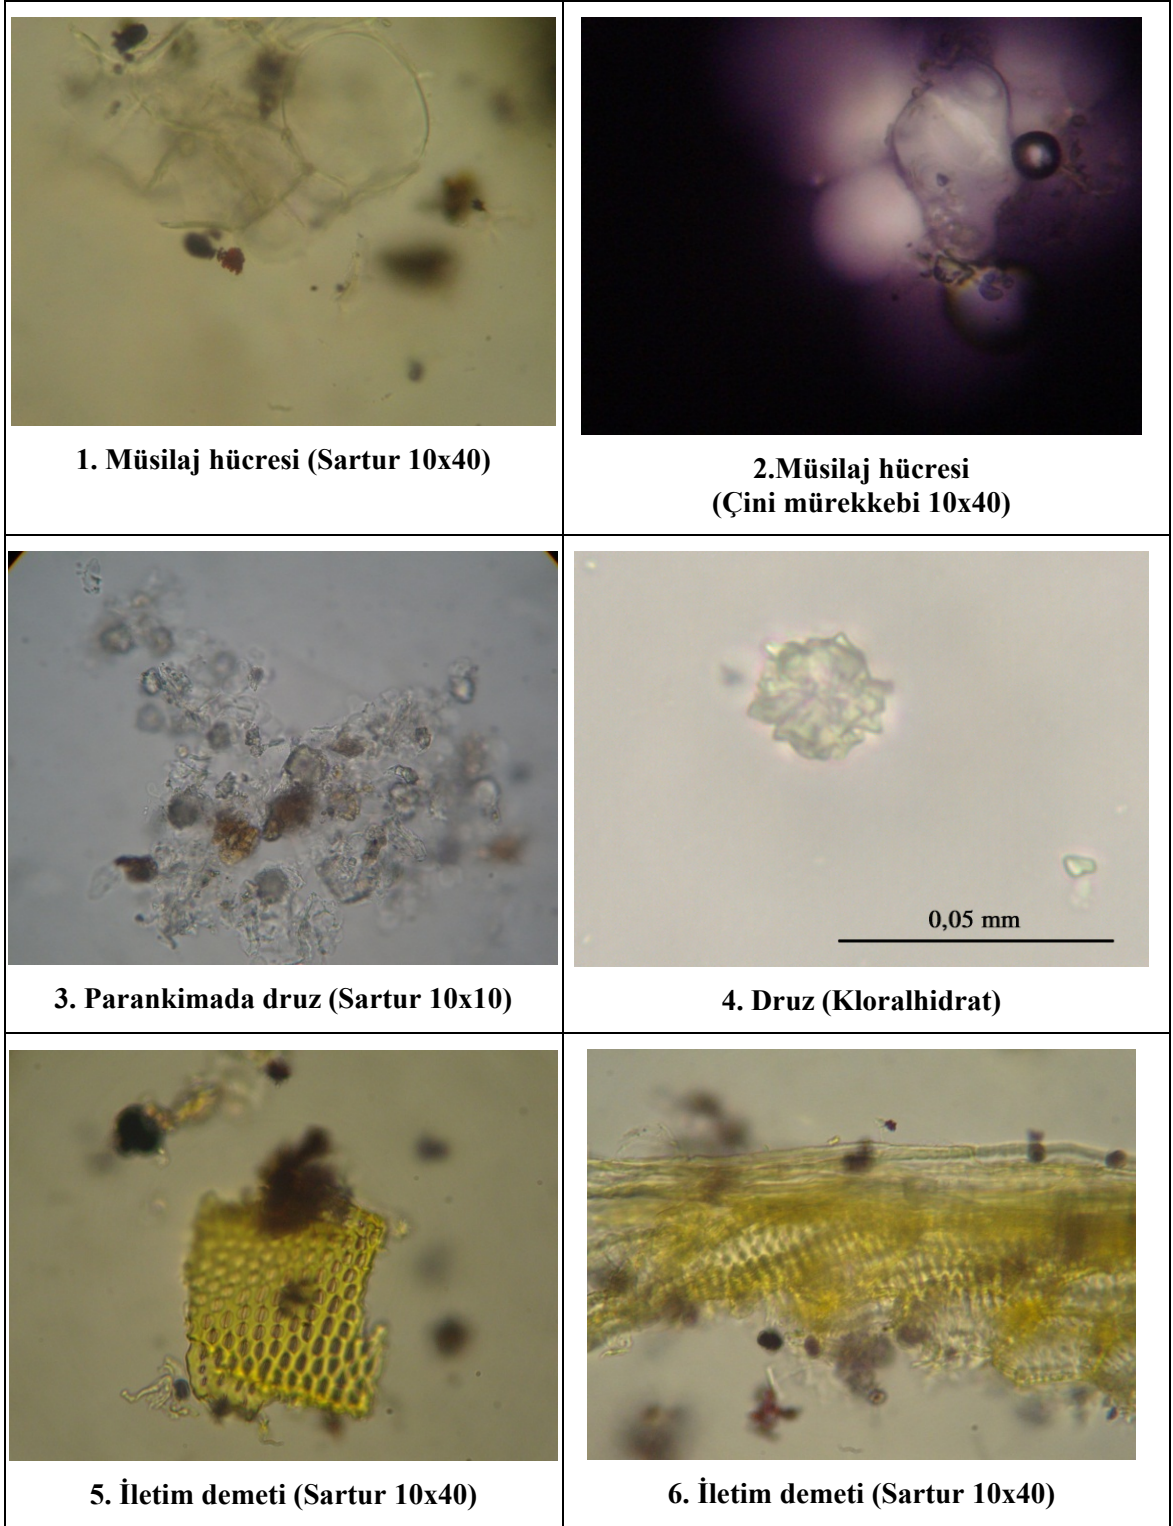 1. Müsilaj hücresi (Sartur 10x40)
2.Müsilaj hücresi
(Çini mürekkebi 10x40)
3. Parankimada druz (Sartur 10x10)
0,05 mm
4. Druz (Kloralhidrat)
5. İletim demeti (Sartur 10x40)
6. İletim demeti (Sartur 10x40)